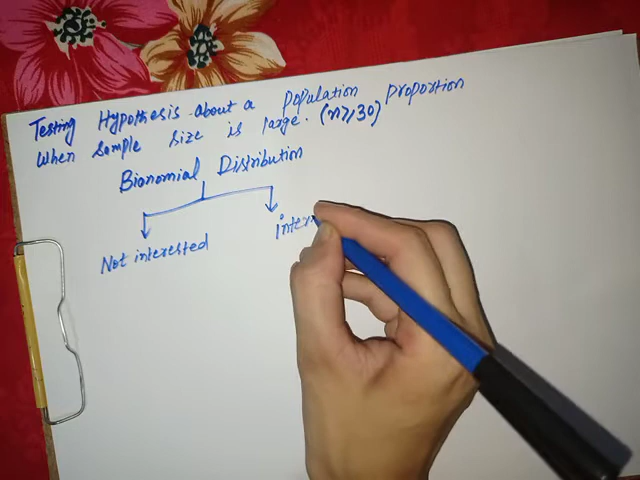 Testing Hypothesis about a population proportion
when sample size is large. (n≥30)
Bionomial Distribution
Not interested